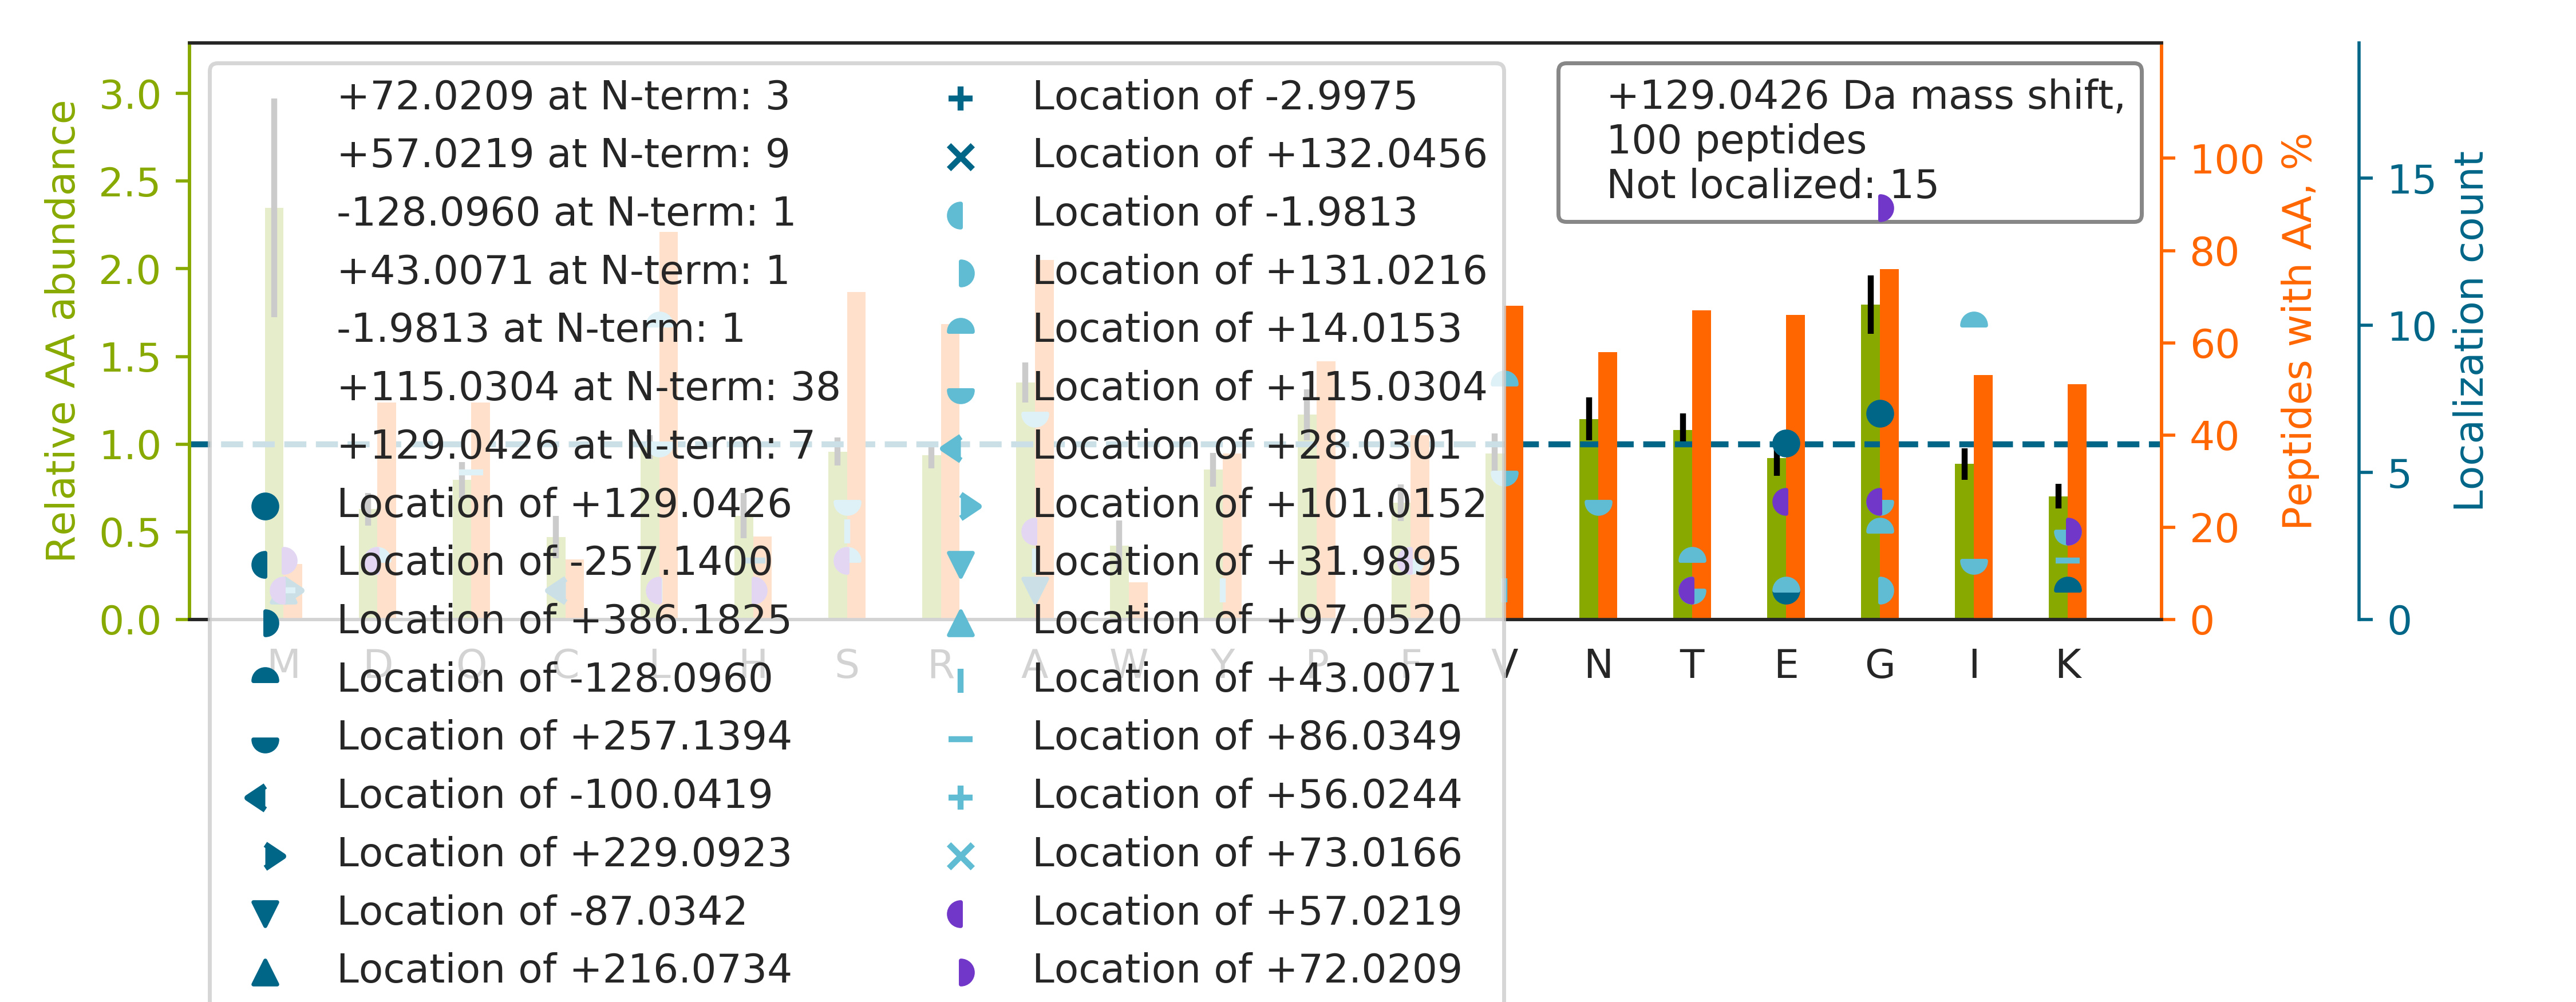 Relative AA abundance
3.0
2.5
2.0
1.5
1.0
0.5
0.0
+72.0209 at N-term: 3
+57.0219 at N-term: 9
-128.0960 at N-term: 1
+43.0071 at N-term: 1
-1.9813 at N-term: 1
+115.0304 at N-term: 38
+129.0426 at N-term: 7
Location of +129.0426
Location of -257.1400
Location of +386.1825
Location of -128.0960
Location of +257.1394
Location of -100.0419
Location of +229.0923
Location of -87.0342
Location of +216.0734
Location of -2.9975
Location of +132.0456
Location of -1.9813
Location of +131.0216
Location of +14.0153
Location of +115.0304
Location of +28.0301
Location of +101.0152
Location of +31.9895
Location of +97.0520
Location of +43.0071
Location of +86.0349
Location of +56.0244
Location of +73.0166
Location of +57.0219
Location of +72.0209
+129.0426 Da mass shift,
100 peptides
Not localized: 15
M D Q C L H S R A W Y P F V N T E G I K
100
80
60
40
20
0
Peptides with AA, %
15
10
5
0
Localization count